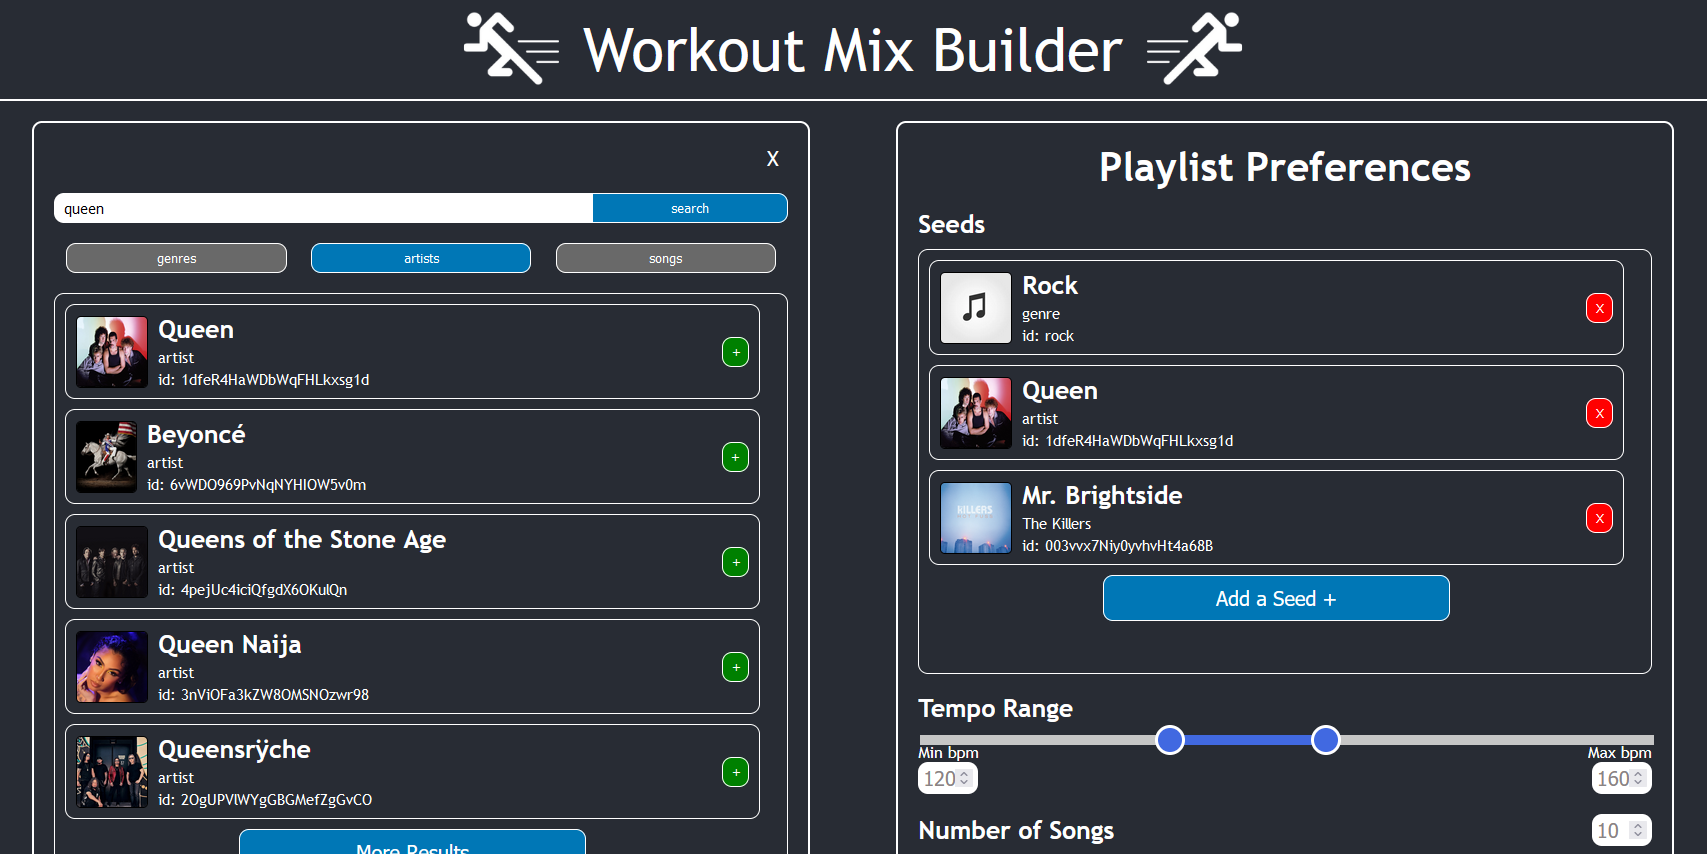 Workout Mix Builder
X
queen
search
genres
artists
songs
Queen
artist
id: 1dfeR4HaWDbWqFHLkxsg1d
+
Beyoncé
artist
id: 6vWDO969PvNqNYHIOW5v0m
+
Queens of the Stone Age
artist
id: 4pejUc4iciQfgdX6OKulQn
+
Queen Naija
artist
id: 3nViOFa3kZW8OMSNOzwr98
+
Queensrÿche
artist
id: 2OgUPVlWYgGBGMefZgGvCO
+
More Results
Playlist Preferences
Seeds
Rock
genre
id: rock
X
Queen
artist
id: 1dfeR4HaWDbWqFHLkxsg1d
X
KILLERS
Mr. Brightside
The Killers
id: 003vvx7Niy0yvhvHt4a68B
X
Add a Seed +
Tempo Range
Min bpm
Max bpm
120
160
Number of Songs
10